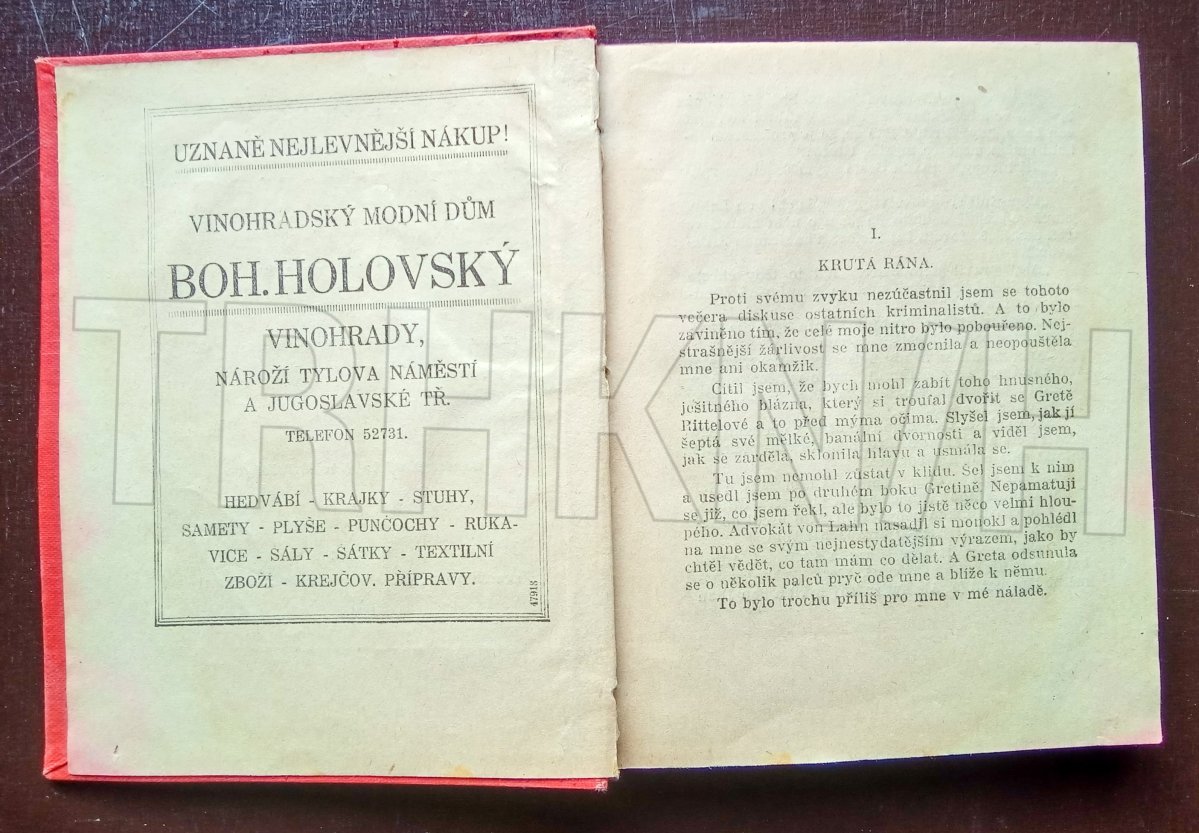 UZNANĚ NEJLEVNĚJŠÍ NÁKUP!
VINOHRADSKÝ MODNÍ DŮM
BOH. HOLOVSKÝ
VINOHRADY,
NÁROŽÍ TYLOVA NÁMĚSTÍ
A JUGOSLAVSKÉ TŘ.
TELEFON 52731.
HEDVÁBÍ - KRAJKY - STUHY,
SAMETY - PLYŠE - PUNČOCHY - RUKA-
VICE - SÁLY - SÁTKY - TEXTILNÍ
ZBOŽÍ - KREJČOV. PŘÍPRAVY.
I.
KRUTÁ RÁNA.
Proti svému zvyku nezúčastnil jsem se tohoto
večera diskuse ostatních kriminalistů. A to bylo
zaviněno tím, že celé moje nitro bylo pobouřeno. Nej-
strašnější žárlivost se mne zmocnila a neopouštěla
mne ani okamžik.
Cítil jsem, že bych mohl zabít toho hnusného,
ješitného blázna, který si troufal dvořit se Gretě
Rittelové a to před mýma očima. Slyšel jsem, jak jí
šeptá své mělké, banální dvornosti a viděl jsem,
jak se zarděla, sklonila hlavu a usmála se.
Tu jsem nemohl zůstat v klidu. Šel jsem k nim
a usedl jsem po druhém boku Gretině. Nepamatuji
se již, co jsem řekl, ale bylo to jistě něco velmi hlou-
pého. Advokát von Lahn nasadil si monokl a pohlédl
na mne se svým nejnestydatějším výrazem, jako by
chtěl vědět, co tam mám co dělat. A Greta odsunula
se o několik palců pryč ode mne a blíže k němu.
To bylo trochu příliš pro mne v mé náladě.
TRHKNIH